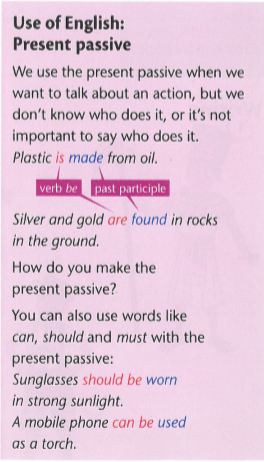 Use of English:
Present passive
We use the present passive when we
want to talk about an action, but we
don't know who does it, or it's not
important to say who does it.
Plastic is made from oil.
verb be past participle
Silver and gold are found in rocks
in the ground.
How do you make the
present passive?
You can also use words like
can, should and must with the
present passive:
Sunglasses should be worn
in strong sunlight.
A mobile phone can be used
as a torch.